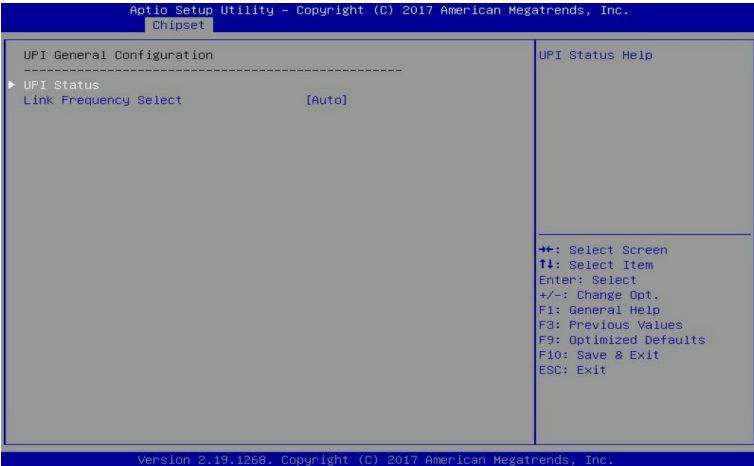 Aptio Setup Utility – Copyright (C) 2017 American Megatrends, Inc.
Chipset
UPI General Configuration
--------------------------------------------------
▶ UPI Status
Link Frequency Select [Auto]
UPI Status Help
→←: Select Screen
↑↓: Select Item
Enter: Select
+/-: Change Opt.
F1: General Help
F3: Previous Values
F9: Optimized Defaults
F10: Save & Exit
ESC: Exit
Version 2.19.1268. Copyright (C) 2017 American Megatrends, Inc.